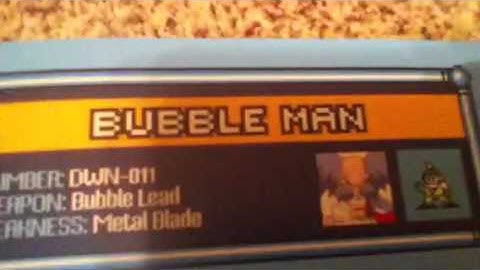 BUBBLE MAN
UMBER: DWN-011
EAPON: Bubble Lead
EAKNESS: Metal Blade